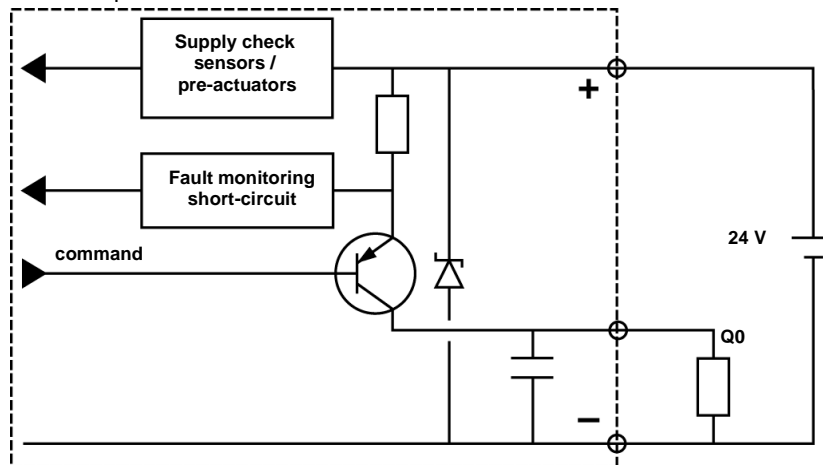 Supply check
sensors /
pre-actuators
+
Fault monitoring
short-circuit
command
24 V
Q0
−